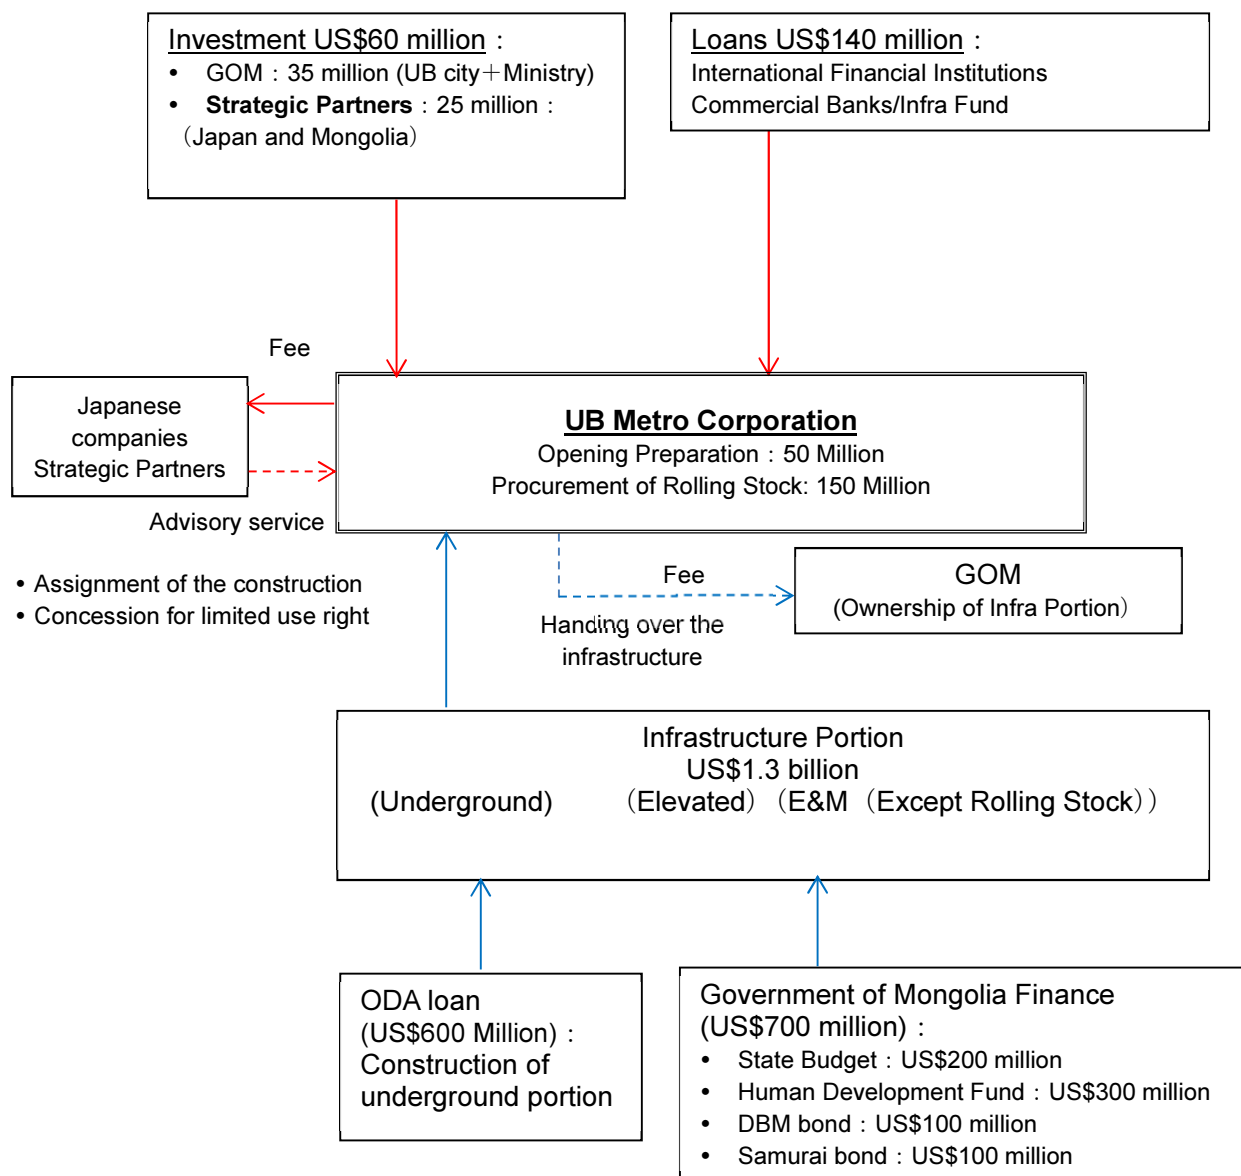 Investment US$60 million：
• GOM：35 million (UB city＋Ministry)
• Strategic Partners：25 million：
（Japan and Mongolia）
Loans US$140 million：
International Financial Institutions
Commercial Banks/Infra Fund
Fee
Japanese
companies
Strategic Partners
UB Metro Corporation
Opening Preparation：50 Million
Procurement of Rolling Stock: 150 Million
Advisory service
• Assignment of the construction
• Concession for limited use right
Fee
Handing over the
infrastructure
GOM
(Ownership of Infra Portion）
Infrastructure Portion
US$1.3 billion
(Underground) （Elevated）（E&M（Except Rolling Stock））
ODA loan
(US$600 Million)：
Construction of
underground portion
Government of Mongolia Finance
(US$700 million)：
• State Budget：US$200 million
• Human Development Fund：US$300 million
• DBM bond：US$100 million
• Samurai bond：US$100 million